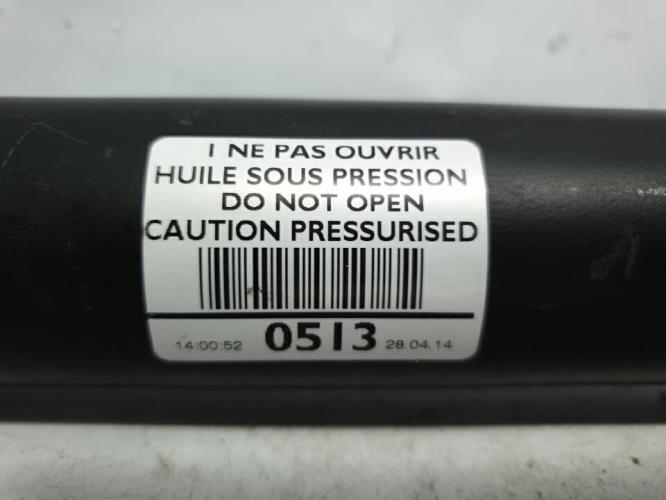 I NE PAS OUVRIR
HUILE SOUS PRESSION
DO NOT OPEN
CAUTION PRESSURISED
14:00:52 0513 28.04.14